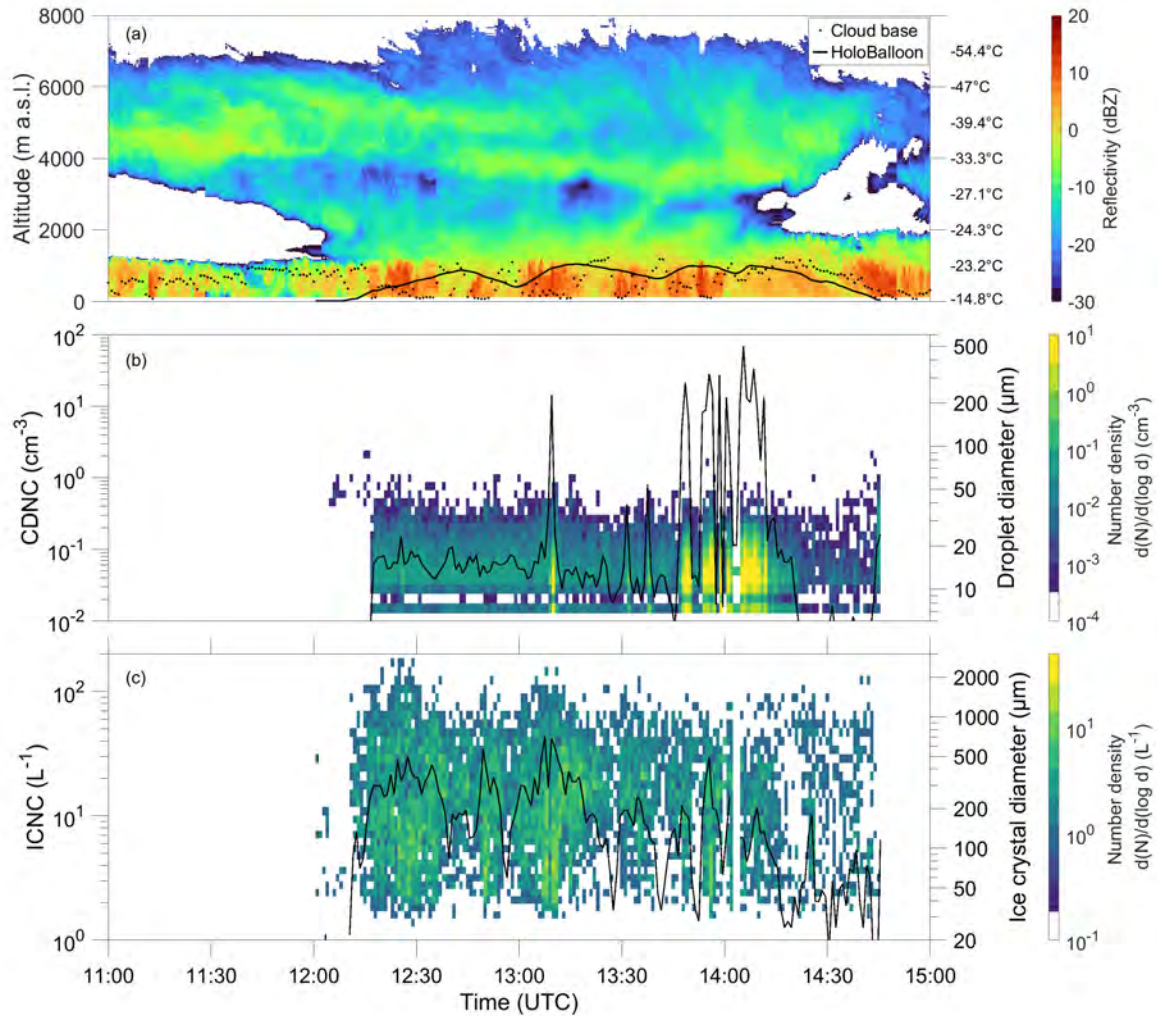 (a)
Cloud base
HoloBalloon
8000
6000
4000
2000
0
Altitude (m a.s.l.)
-54.4°C
-47°C
-39.4°C
-33.3°C
-27.1°C
-24.3°C
-23.2°C
-14.8°C
20
10
0
-10
-20
-30
Reflectivity (dBZ)
(b)
10²
10¹
10⁰
10⁻¹
10⁻²
CDNC (cm⁻³)
500
200
100
50
20
10
Droplet diameter (µm)
10¹
10⁰
10⁻¹
10⁻²
10⁻³
10⁻⁴
Number density
d(N)/d(log d) (cm⁻³)
(c)
10²
10¹
10⁰
ICNC (L⁻¹)
2000
1000
500
200
100
50
20
Ice crystal diameter (µm)
10¹
10⁰
10⁻¹
Number density
d(N)/d(log d) (L⁻¹)
11:00
11:30
12:00
12:30
13:00
13:30
14:00
14:30
15:00
Time (UTC)